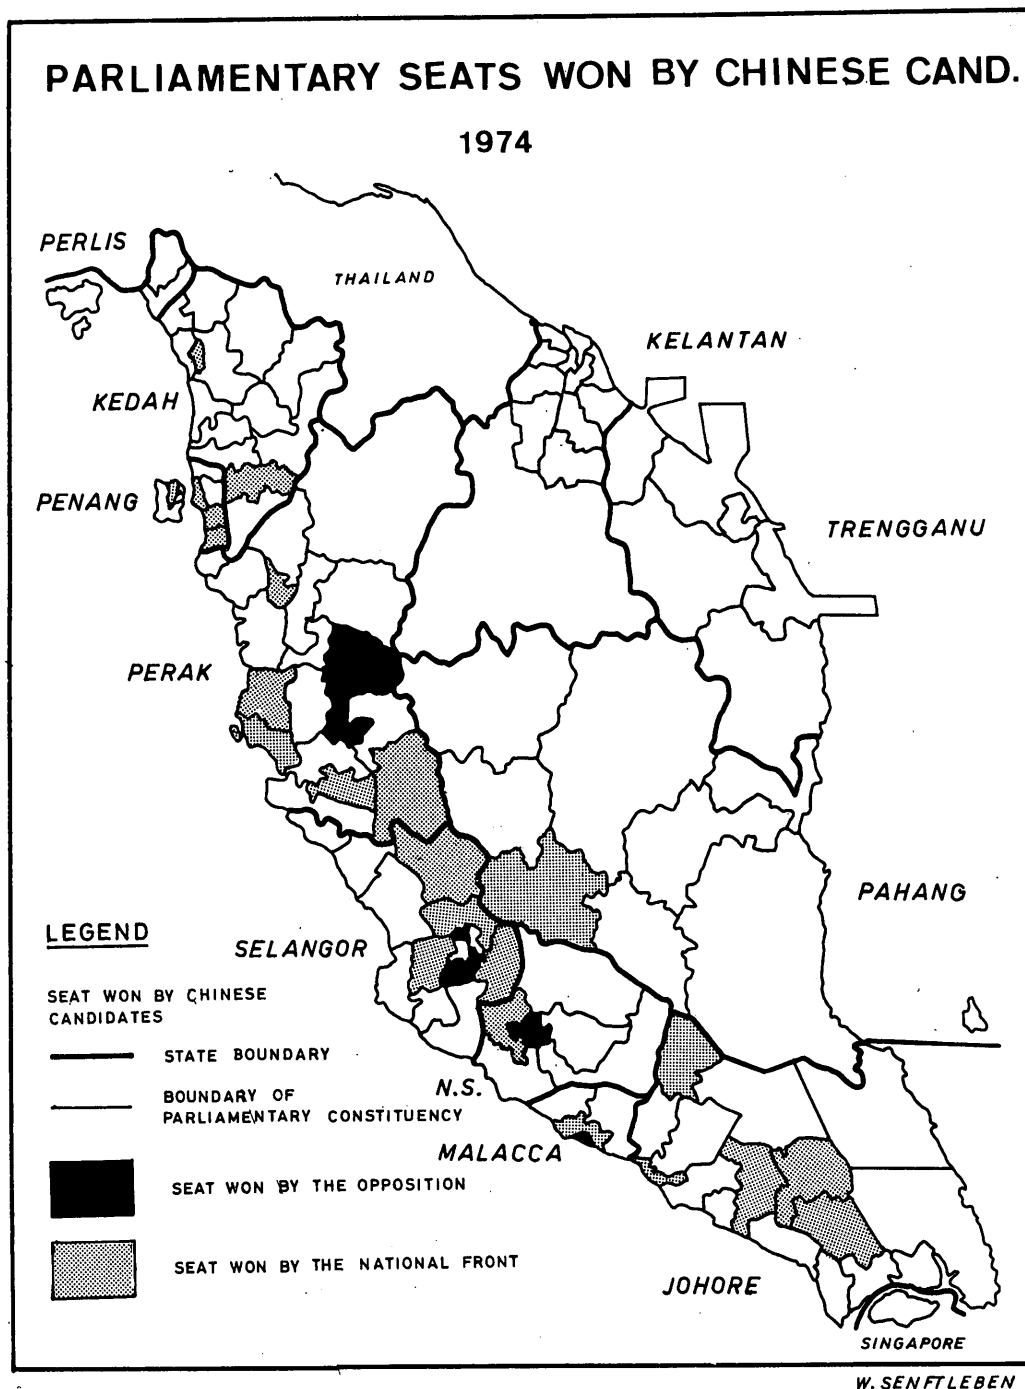 PARLIAMENTARY SEATS WON BY CHINESE CAND.
1974
PERLIS
THAILAND
KELANTAN
KEDAH
PENANG
TRENGGANU
PERAK
PAHANG
LEGEND
SELANGOR
SEAT WON BY CHINESE
CANDIDATES
STATE BOUNDARY
N.S.
BOUNDARY OF
PARLIAMENTARY CONSTITUENCY
MALACCA
SEAT WON BY THE OPPOSITION
SEAT WON BY THE NATIONAL FRONT
JOHORE
SINGAPORE
W. SENFTLEBEN